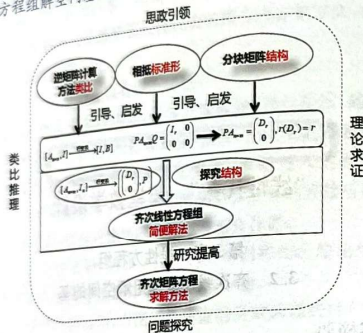 方程组解空间
思政引领
逆矩阵计算
方法类比
相抵标准形
分块矩阵结构
引导、启发
引导、启发
类比推理
理论求证
探究结构
齐次线性方程组
简便解法
研究提高
齐次矩阵方程
求解方法
问题探究